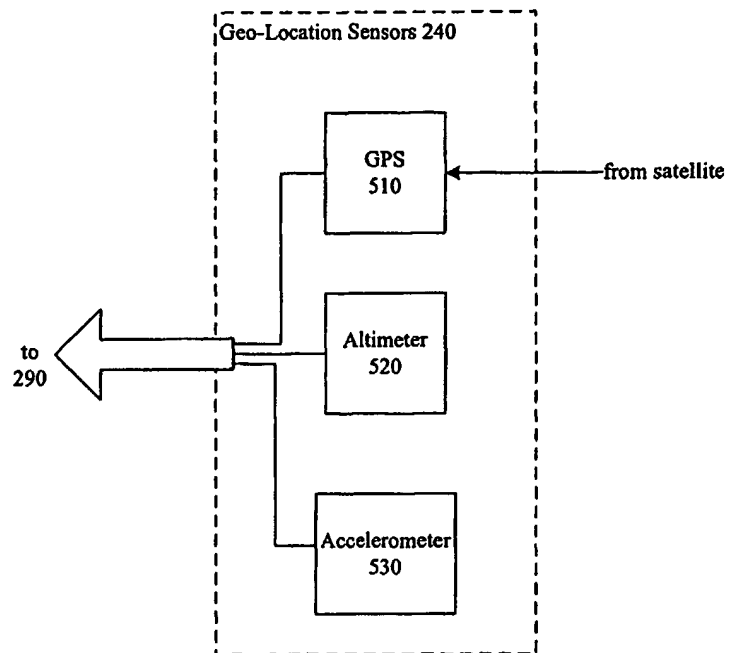 Geo-Location Sensors 240
GPS
510
from satellite
to
290
Altimeter
520
Accelerometer
530